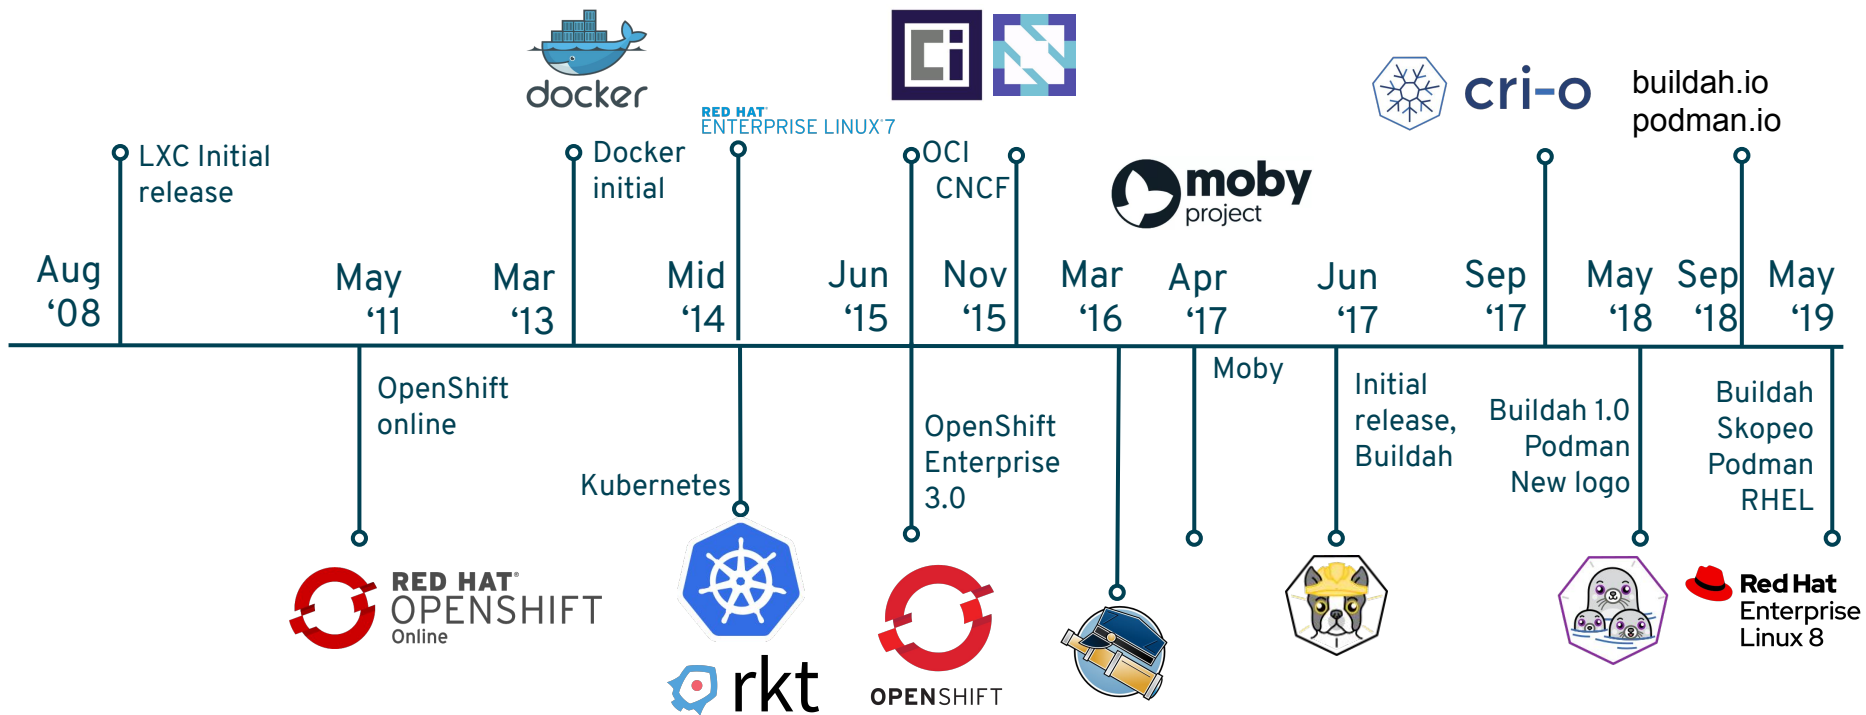 docker
RED HAT®
ENTERPRISE LINUX®7
Ci
cri-o
buildah.io
podman.io
LXC Initial
release
Docker
initial
OCI
CNCF
moby
project
Aug
‘08
May
‘11
Mar
‘13
Mid
‘14
Jun
‘15
Nov
‘15
Mar
‘16
Apr
‘17
Jun
‘17
Sep
‘17
May
‘18
Sep
‘18
May
‘19
OpenShift
online
Kubernetes
OpenShift
Enterprise
3.0
Moby
Initial
release,
Buildah
Buildah 1.0
Podman
New logo
Buildah
Skopeo
Podman
RHEL
RED HAT®
OPENSHIFT
Online
rkt
OPENSHIFT
Red Hat
Enterprise
Linux 8